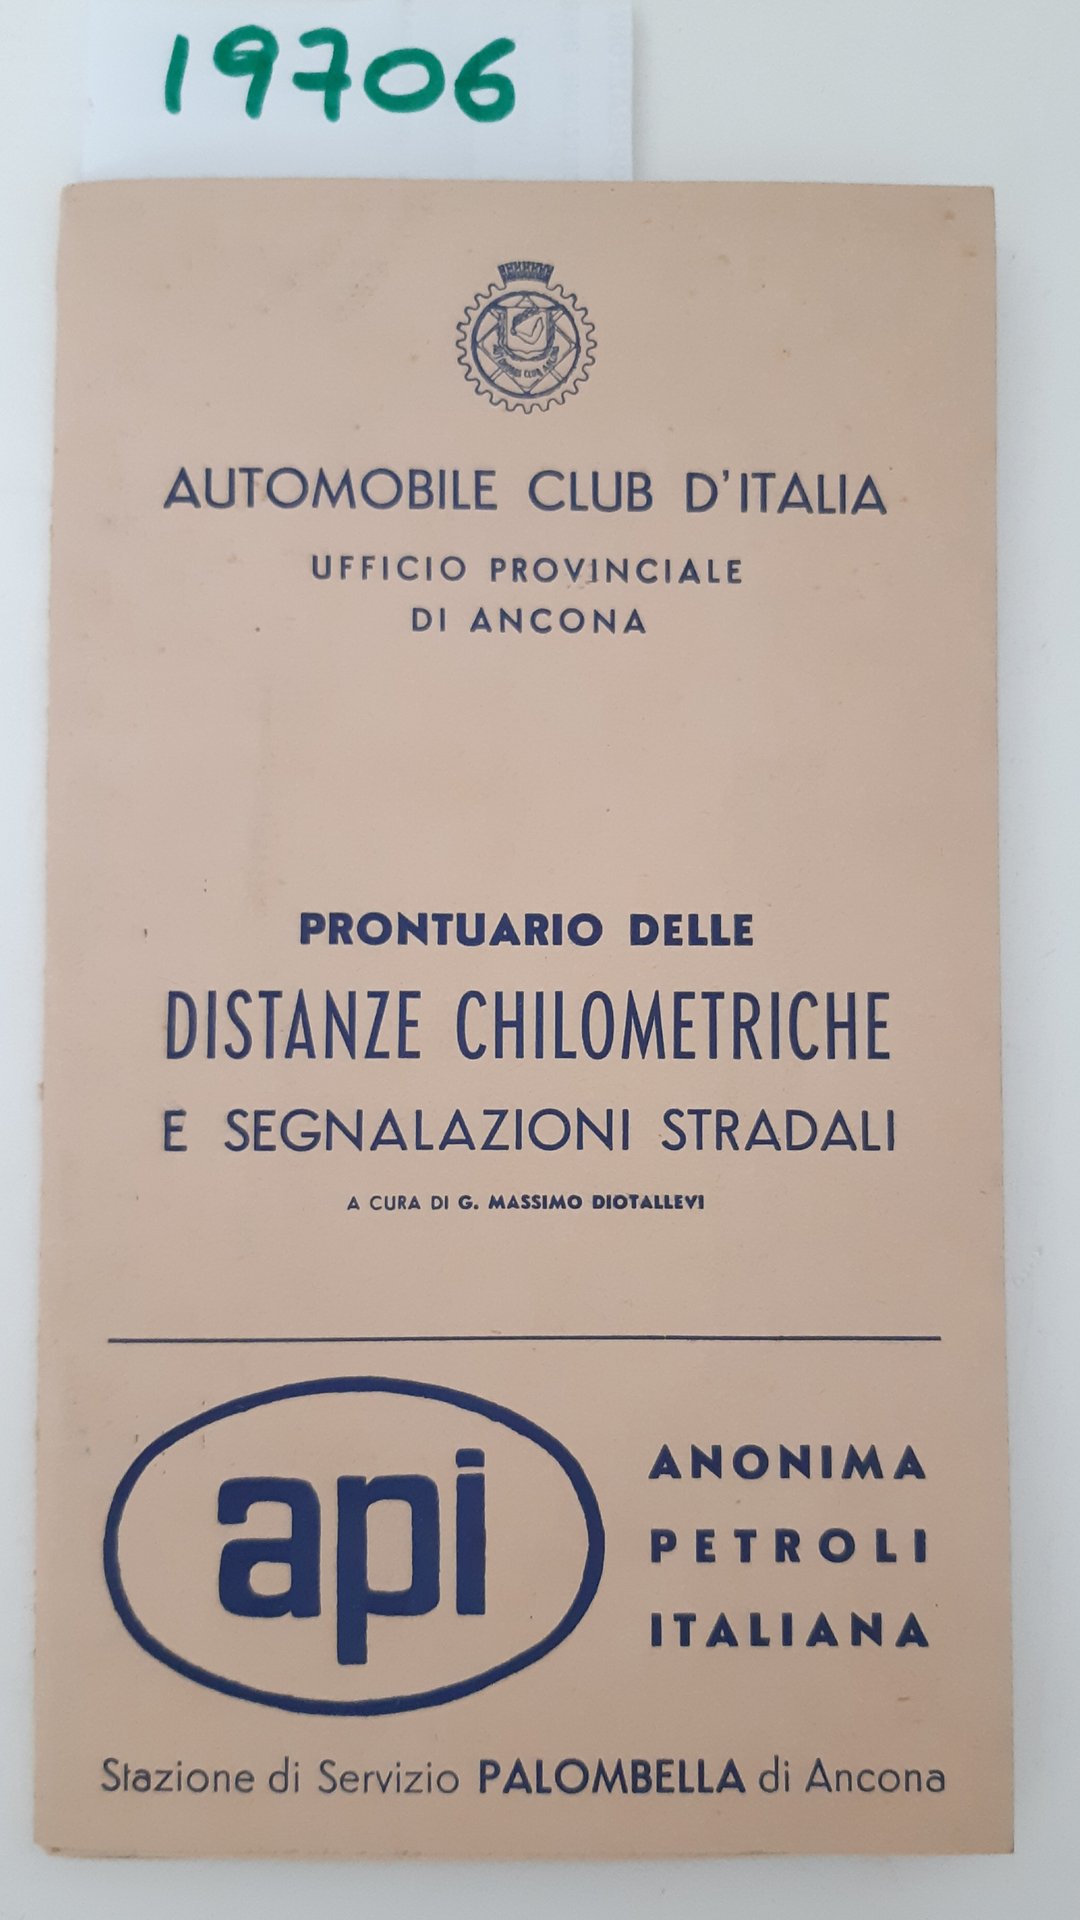 19706
AUTOMOBILE CLUB D'ITALIA
UFFICIO PROVINCIALE
DI ANCONA
PRONTUARIO DELLE
DISTANZE CHILOMETRICHE
E SEGNALAZIONI STRADALI
A CURA DI G. MASSIMO DIOTALLEVI
api
ANONIMA
PETROLI
ITALIANA
Stazione di Servizio PALOMBELLA di Ancona